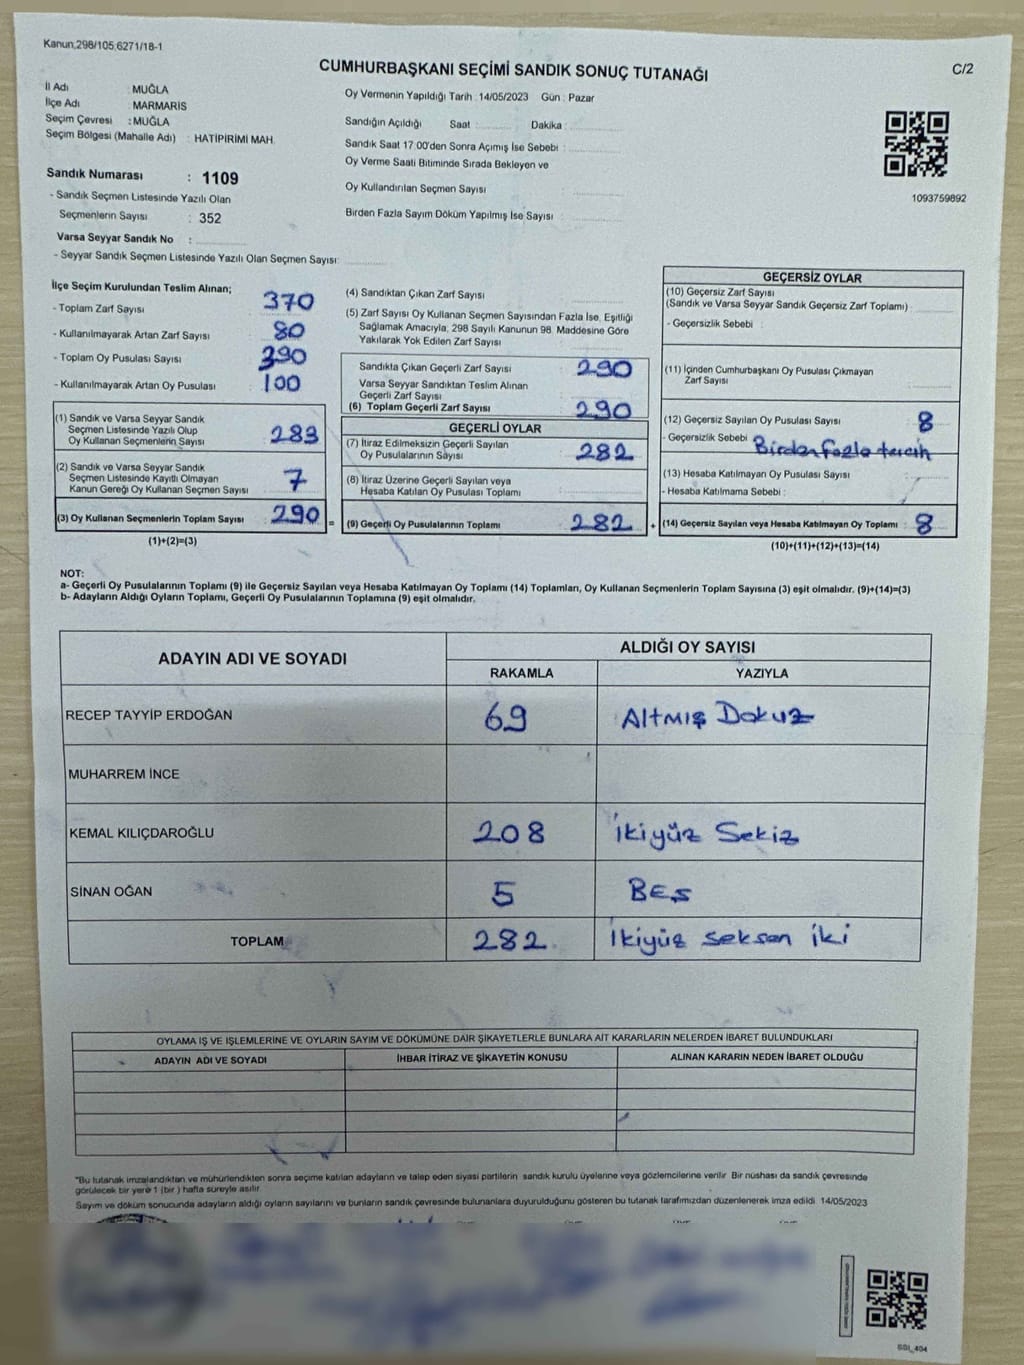 Kanun,298/105,6271/18-1
CUMHURBAŞKANI SEÇİMİ SANDIK SONUÇ TUTANAĞI
C/2
İl Adı : MUĞLA
İlçe Adı : MARMARİS
Seçim Çevresi : MUĞLA
Seçim Bölgesi (Mahalle Adı) : HATİPİRİMİ MAH.
Sandık Numarası : 1109
- Sandık Seçmen Listesinde Yazılı Olan
Seçmenlerin Sayısı : 352
Varsa Seyyar Sandık No :
- Seyyar Sandık Seçmen Listesinde Yazılı Olan Seçmen Sayısı:
Oy Vermenin Yapıldığı Tarih : 14/05/2023 Gün : Pazar
Sandığın Açıldığı Saat : Dakika :
Sandık Saat 17:00'den Sonra Açımış İse Sebebi :
Oy Verme Saati Bitiminde Sırada Bekleyen ve
Oy Kullandırılan Seçmen Sayısı
Birden Fazla Sayım Döküm Yapılmış İse Sayısı :
1093759892
İlçe Seçim Kurulundan Teslim Alınan;
- Toplam Zarf Sayısı : 370
- Kullanılmayarak Artan Zarf Sayısı : 80
- Toplam Oy Pusulası Sayısı : 390
- Kullanılmayarak Artan Oy Pusulası : 100
(1) Sandık ve Varsa Seyyar Sandık
Seçmen Listesinde Yazılı Olup
Oy Kullanan Seçmenlerin Sayısı : 283
(2) Sandık ve Varsa Seyyar Sandık
Seçmen Listesinde Kayıtlı Olmayan
Kanun Gereği Oy Kullanan Seçmen Sayısı : 7
(3) Oy Kullanan Seçmenlerin Toplam Sayısı : 290 =
(1)+(2)=(3)
(4) Sandıktan Çıkan Zarf Sayısı :
(5) Zarf Sayısı Oy Kullanan Seçmen Sayısından Fazla İse, Eşitliği
Sağlamak Amacıyla, 298 Sayılı Kanunun 98. Maddesine Göre
Yakılarak Yok Edilen Zarf Sayısı :
Sandıkta Çıkan Geçerli Zarf Sayısı : 290
Varsa Seyyar Sandıktan Teslim Alınan
Geçerli Zarf Sayısı :
(6) Toplam Geçerli Zarf Sayısı : 290
GEÇERLİ OYLAR
(7) İtiraz Edilmeksizin Geçerli Sayılan
Oy Pusulalarının Sayısı : 282
(8) İtiraz Üzerine Geçerli Sayılan veya
Hesaba Katılan Oy Pusulası Toplamı :
(9) Geçerli Oy Pusulalarının Toplamı : 282 +
GEÇERSİZ OYLAR
(10) Geçersiz Zarf Sayısı
(Sandık ve Varsa Seyyar Sandık Geçersiz Zarf Toplamı) :
- Geçersizlik Sebebi :
(11) İçinden Cumhurbaşkanı Oy Pusulası Çıkmayan
Zarf Sayısı :
(12) Geçersiz Sayılan Oy Pusulası Sayısı : 8
- Geçersizlik Sebebi : Birden fazla tercih
(13) Hesaba Katılmayan Oy Pusulası Sayısı :
- Hesaba Katılmama Sebebi :
(14) Geçersiz Sayılan veya Hesaba Katılmayan Oy Toplamı : 8
(10)+(11)+(12)+(13)=(14)
NOT:
a- Geçerli Oy Pusulalarının Toplamı (9) ile Geçersiz Sayılan veya Hesaba Katılmayan Oy Toplamı (14) Toplamları, Oy Kullanan Seçmenlerin Toplam Sayısına (3) eşit olmalıdır. (9)+(14)=(3)
b- Adayların Aldığı Oyların Toplamı, Geçerli Oy Pusulalarının Toplamına (9) eşit olmalıdır.
ADAYIN ADI VE SOYADI
ALDIĞI OY SAYISI
RAKAMLA YAZIYLA
RECEP TAYYİP ERDOĞAN 69 Altmış Dokuz
MUHARREM İNCE
KEMAL KILIÇDAROĞLU 208 İkiyüz Sekiz
SİNAN OĞAN 5 BEŞ
TOPLAM 282 İkiyüz seksen iki
OYLAMA İŞ VE İŞLEMLERİNE VE OYLARIN SAYIM VE DÖKÜMÜNE DAİR ŞİKAYETLERLE BUNLARA AİT KARARLARIN NELERDEN İBARET BULUNDUKLARI
ADAYIN ADI VE SOYADI İHBAR İTİRAZ VE ŞİKAYETİN KONUSU ALINAN KARARIN NEDEN İBARET OLDUĞU
"Bu tutanak imzalandıktan ve mühürlendikten sonra seçime katılan adayların ve talep eden siyasi partilerin sandık kurulu üyelerine veya gözlemcilerine verilir. Bir nüshası da sandık çevresinde
görülecek bir yere 1 (bir ) hafta süreyle asılır.
Sayım ve döküm sonucunda adayların aldığı oyların sayılarını ve bunların sandık çevresinde bulunanlara duyurulduğunu gösteren bu tutanak tarafımızdan düzenlenerek imza edildi. 14/05/2023